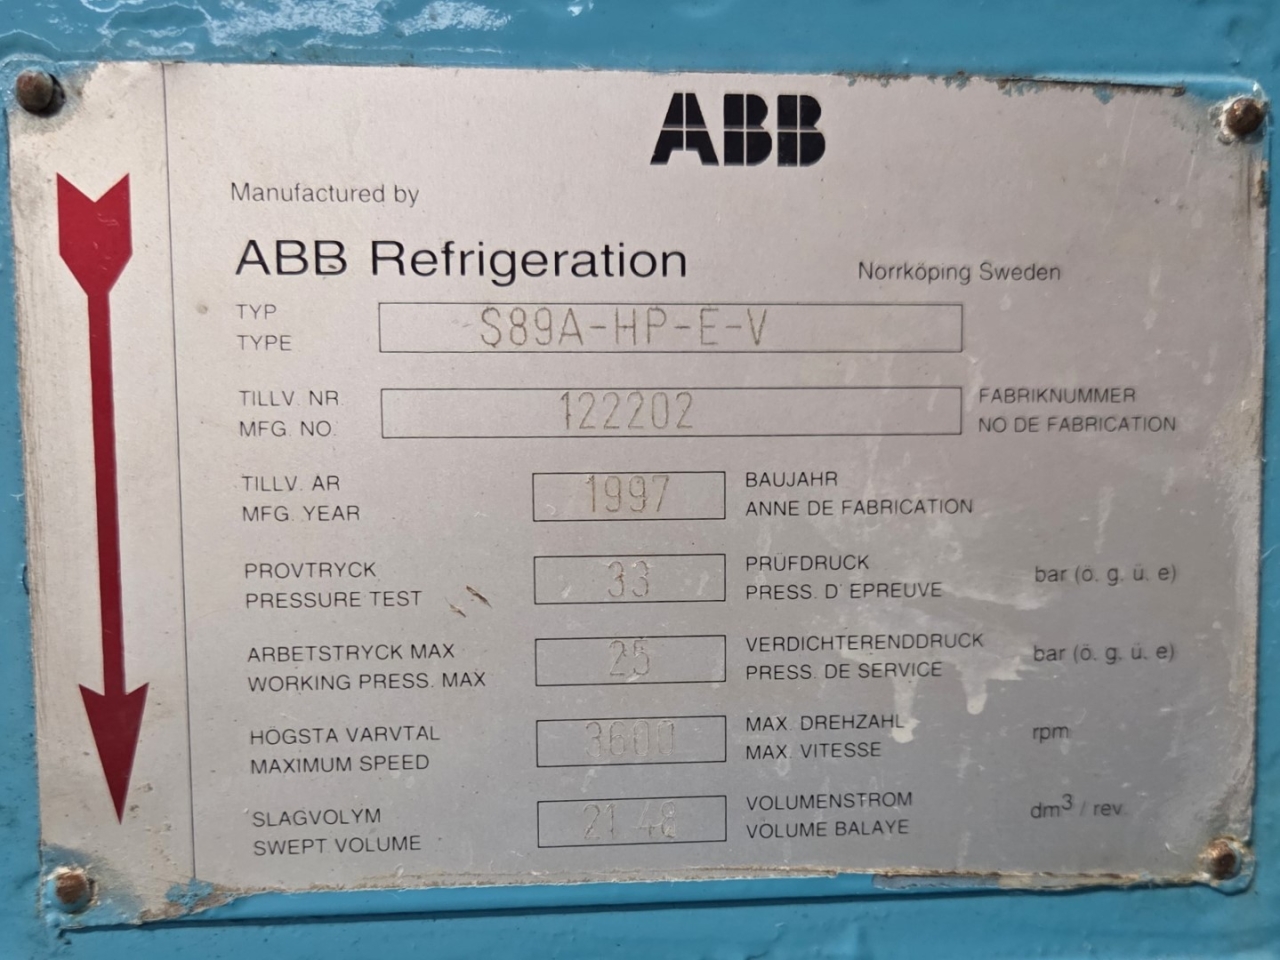 ABB
Manufactured by
ABB Refrigeration
Norrköping Sweden
TYP
TYPE
S89A-HP-E-V
TILLV. NR.
MFG. NO.
122202
FABRIKNUMMER
NO DE FABRICATION
TILLV. AR
MFG. YEAR
1997
BAUJAHR
ANNE DE FABRICATION
PROVTRYCK
PRESSURE TEST
33
PRÜFDRUCK
PRESS. D' EPREUVE
bar (ö. g. ü. e)
ARBETSTRYCK MAX
WORKING PRESS. MAX
25
VERDICHTERENDDRUCK
PRESS. DE SERVICE
bar (ö. g. ü. e)
HÖGSTA VARVTAL
MAXIMUM SPEED
3600
MAX. DREHZAHL
MAX. VITESSE
rpm
SLAGVOLYM
SWEPT VOLUME
VOLUMENSTROM
VOLUME BALAYE
dm3 / rev.